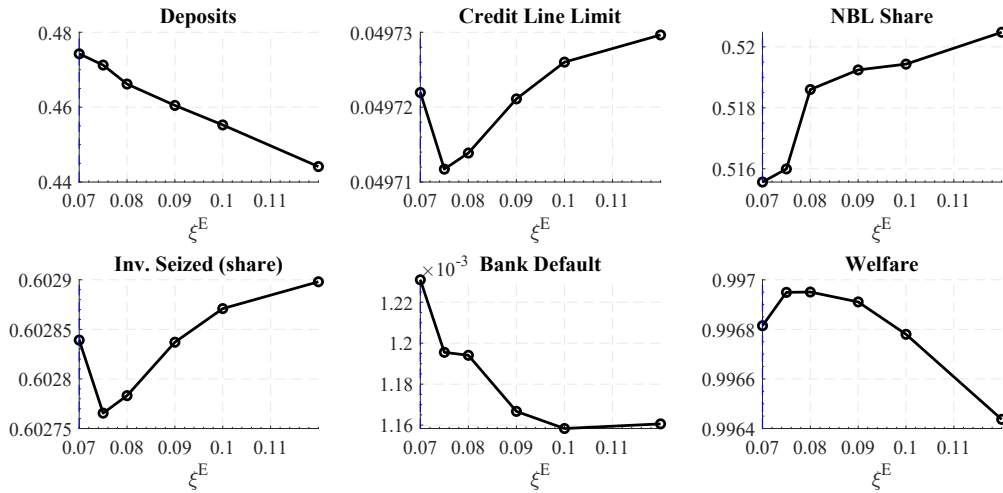 Deposits
0.48
0.46
0.44
0.07 0.08 0.09 0.1 0.11
ξᴱ
Credit Line Limit
0.04973
0.04972
0.04971
0.07 0.08 0.09 0.1 0.11
ξᴱ
NBL Share
0.52
0.518
0.516
0.07 0.08 0.09 0.1 0.11
ξᴱ
Inv. Seized (share)
0.6029
0.60285
0.6028
0.60275
0.07 0.08 0.09 0.1 0.11
ξᴱ
Bank Default
×10⁻³
1.22
1.2
1.18
1.16
0.07 0.08 0.09 0.1 0.11
ξᴱ
Welfare
0.997
0.9968
0.9966
0.9964
0.07 0.08 0.09 0.1 0.11
ξᴱ